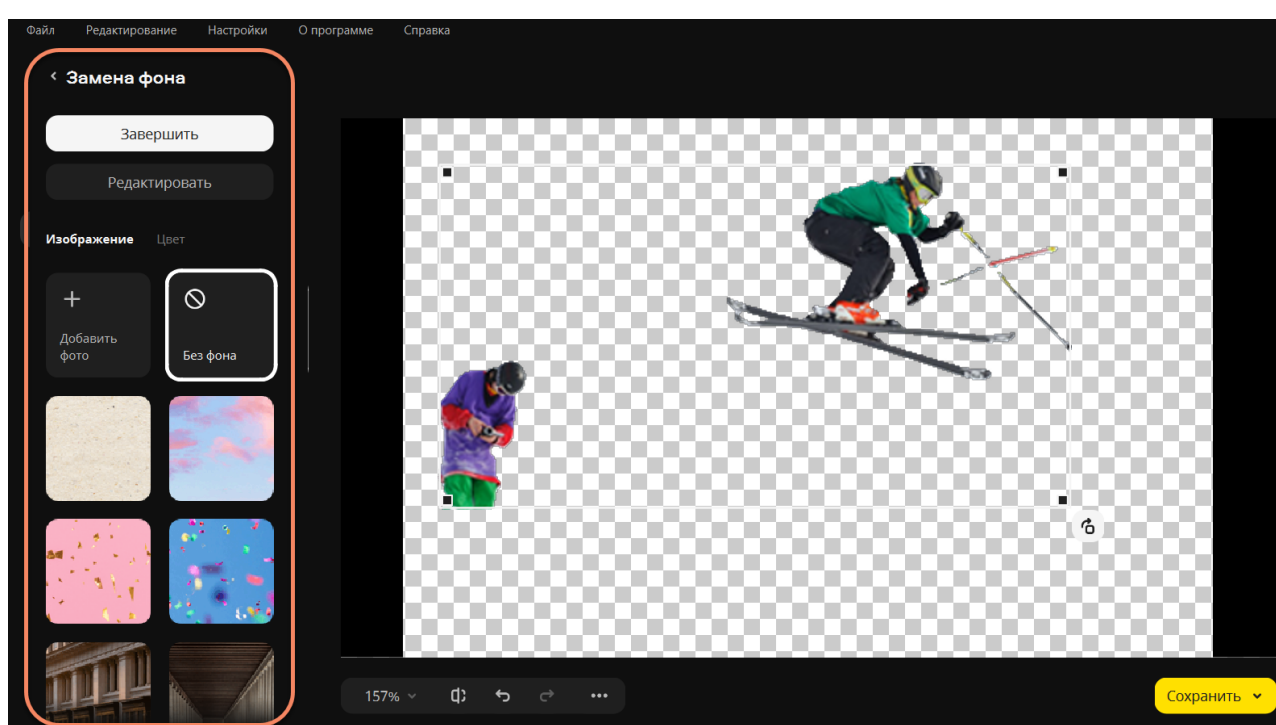 Файл Редактирование Настройки О программе Справка
Замена фона
Завершить
Редактировать
Изображение Цвет
Добавить
фото
Без фона
157%
Сохранить